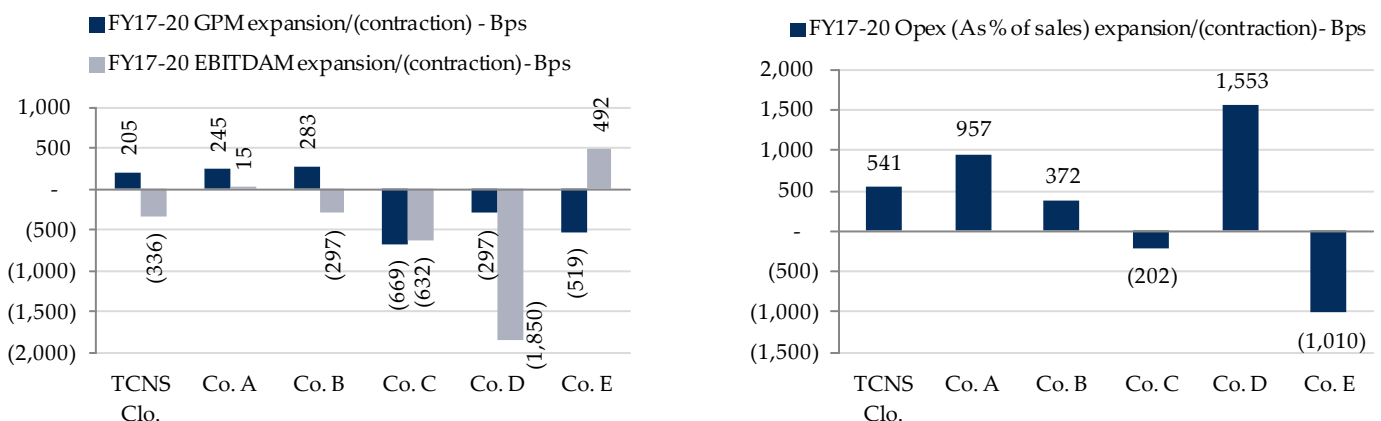 FY17-20 GPM expansion/(contraction) - Bps
FY17-20 EBITDAM expansion/(contraction) - Bps
1,000
500
-
(500)
(1,000)
(1,500)
(2,000)
205
(336)
245
15
283
(297)
(669)
(632)
(297)
(1,850)
(519)
492
TCNS Clo.
Co. A
Co. B
Co. C
Co. D
Co. E
FY17-20 Opex (As % of sales) expansion/(contraction)- Bps
2,000
1,500
1,000
500
-
(500)
(1,000)
(1,500)
541
957
372
(202)
1,553
(1,010)
TCNS
Clo.
Co. A
Co. B
Co. C
Co. D
Co. E